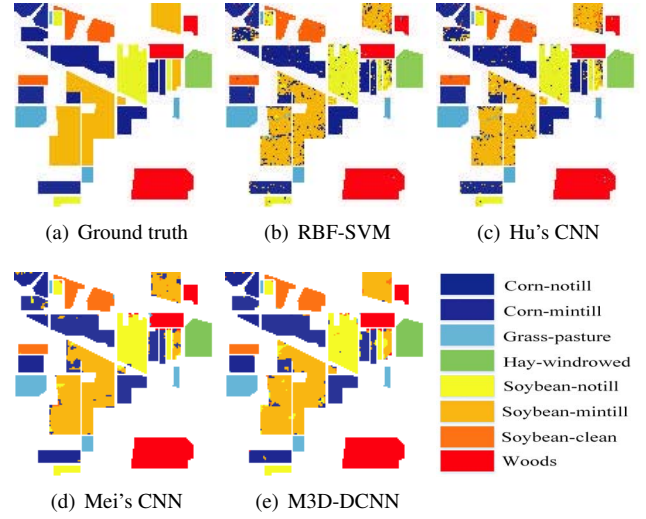 (a) Ground truth
(b) RBF-SVM
(c) Hu's CNN
Corn-notill
Corn-mintill
Grass-pasture
Hay-windrowed
Soybean-notill
Soybean-mintill
Soybean-clean
Woods
(d) Mei's CNN
(e) M3D-DCNN